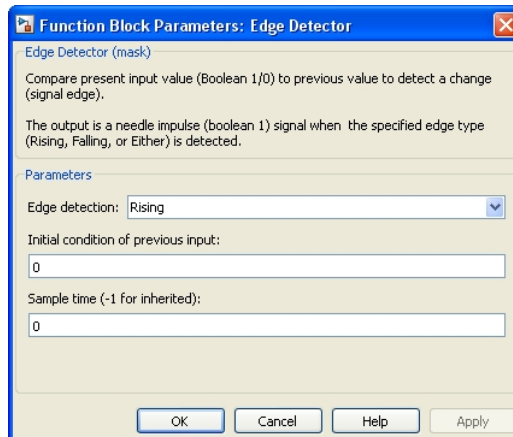 Function Block Parameters: Edge Detector
Edge Detector (mask)
Compare present input value (Boolean 1/0) to previous value to detect a change
(signal edge).
The output is a needle impulse (boolean 1) signal when  the specified edge type
(Rising, Falling, or Either) is detected.
Parameters
Edge detection: Rising
Initial condition of previous input:
0
Sample time (-1 for inherited):
0
OK Cancel Help Apply